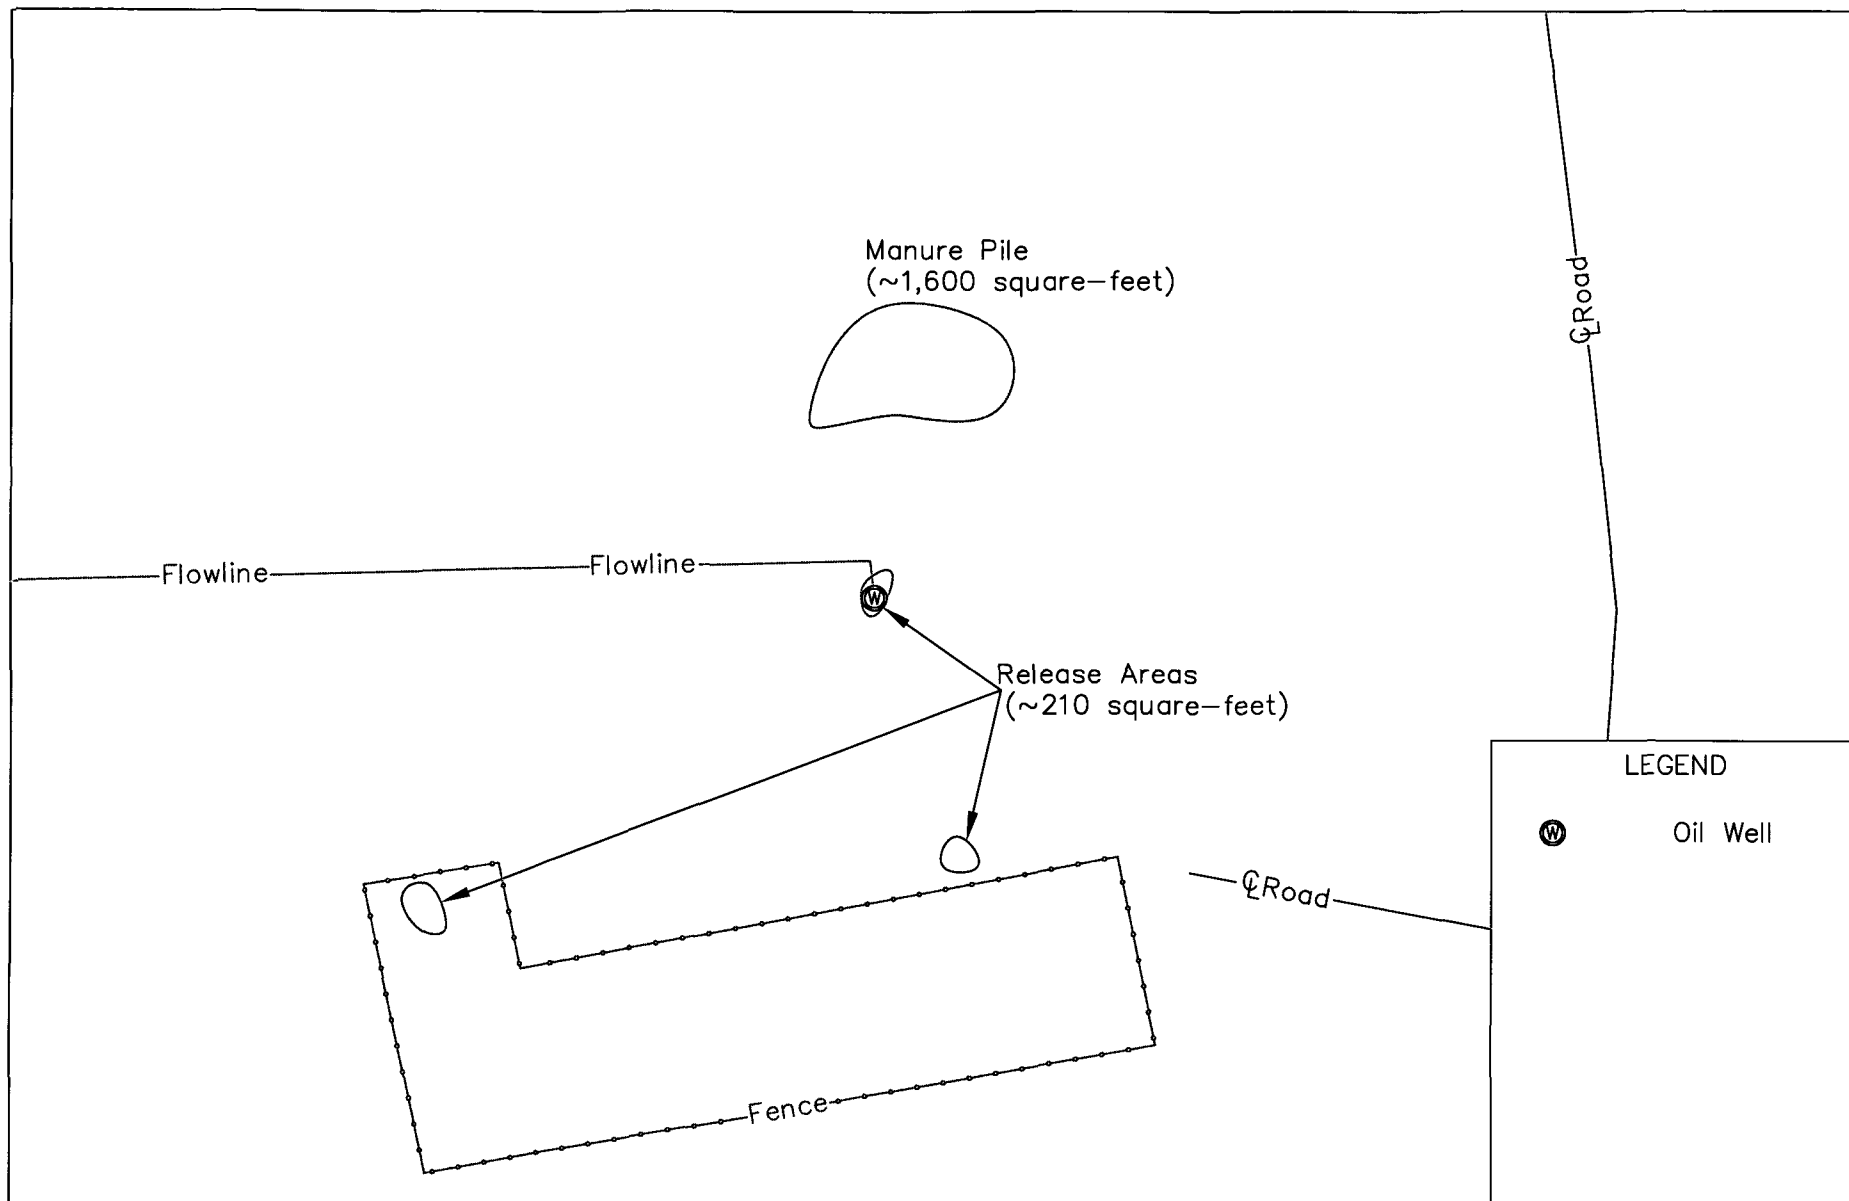 Manure Pile
(~1,600 square-feet)
℄ Road
Flowline
Flowline
W
Release Areas
(~210 square-feet)
LEGEND
W
Oil Well
℄ Road
Fence